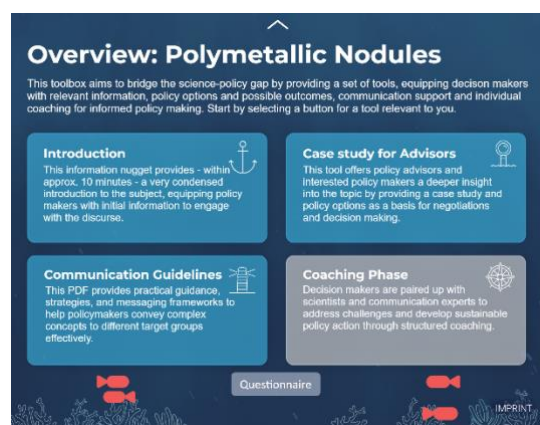 Overview: Polymetallic Nodules
This toolbox aims to bridge the science-policy gap by providing a set of tools, equipping decison makers
with relevant information, policy options and possible outcomes, communication support and individual
coaching for informed policy making. Start by selecting a button for a tool relevant to you.
Introduction
This information nugget provides - within
approx. 10 minutes - a very condensed
introduction to the subject, equipping policy
makers with initial information to engage
with the discurse.
Case study for Advisors
This tool offers policy advisors and
interested policy makers a deeper insight
into the topic by providing a case study and
policy options as a basis for negotiations
and decision making.
Communication Guidelines
This PDF provides practical guidance,
strategies, and messaging frameworks to
help policymakers convey complex
concepts to different target groups
effectively.
Coaching Phase
Decision makers are paired up with
scientists and communication experts to
address challenges and develop sustainable
policy action through structured coaching.
Questionnaire
IMPRINT